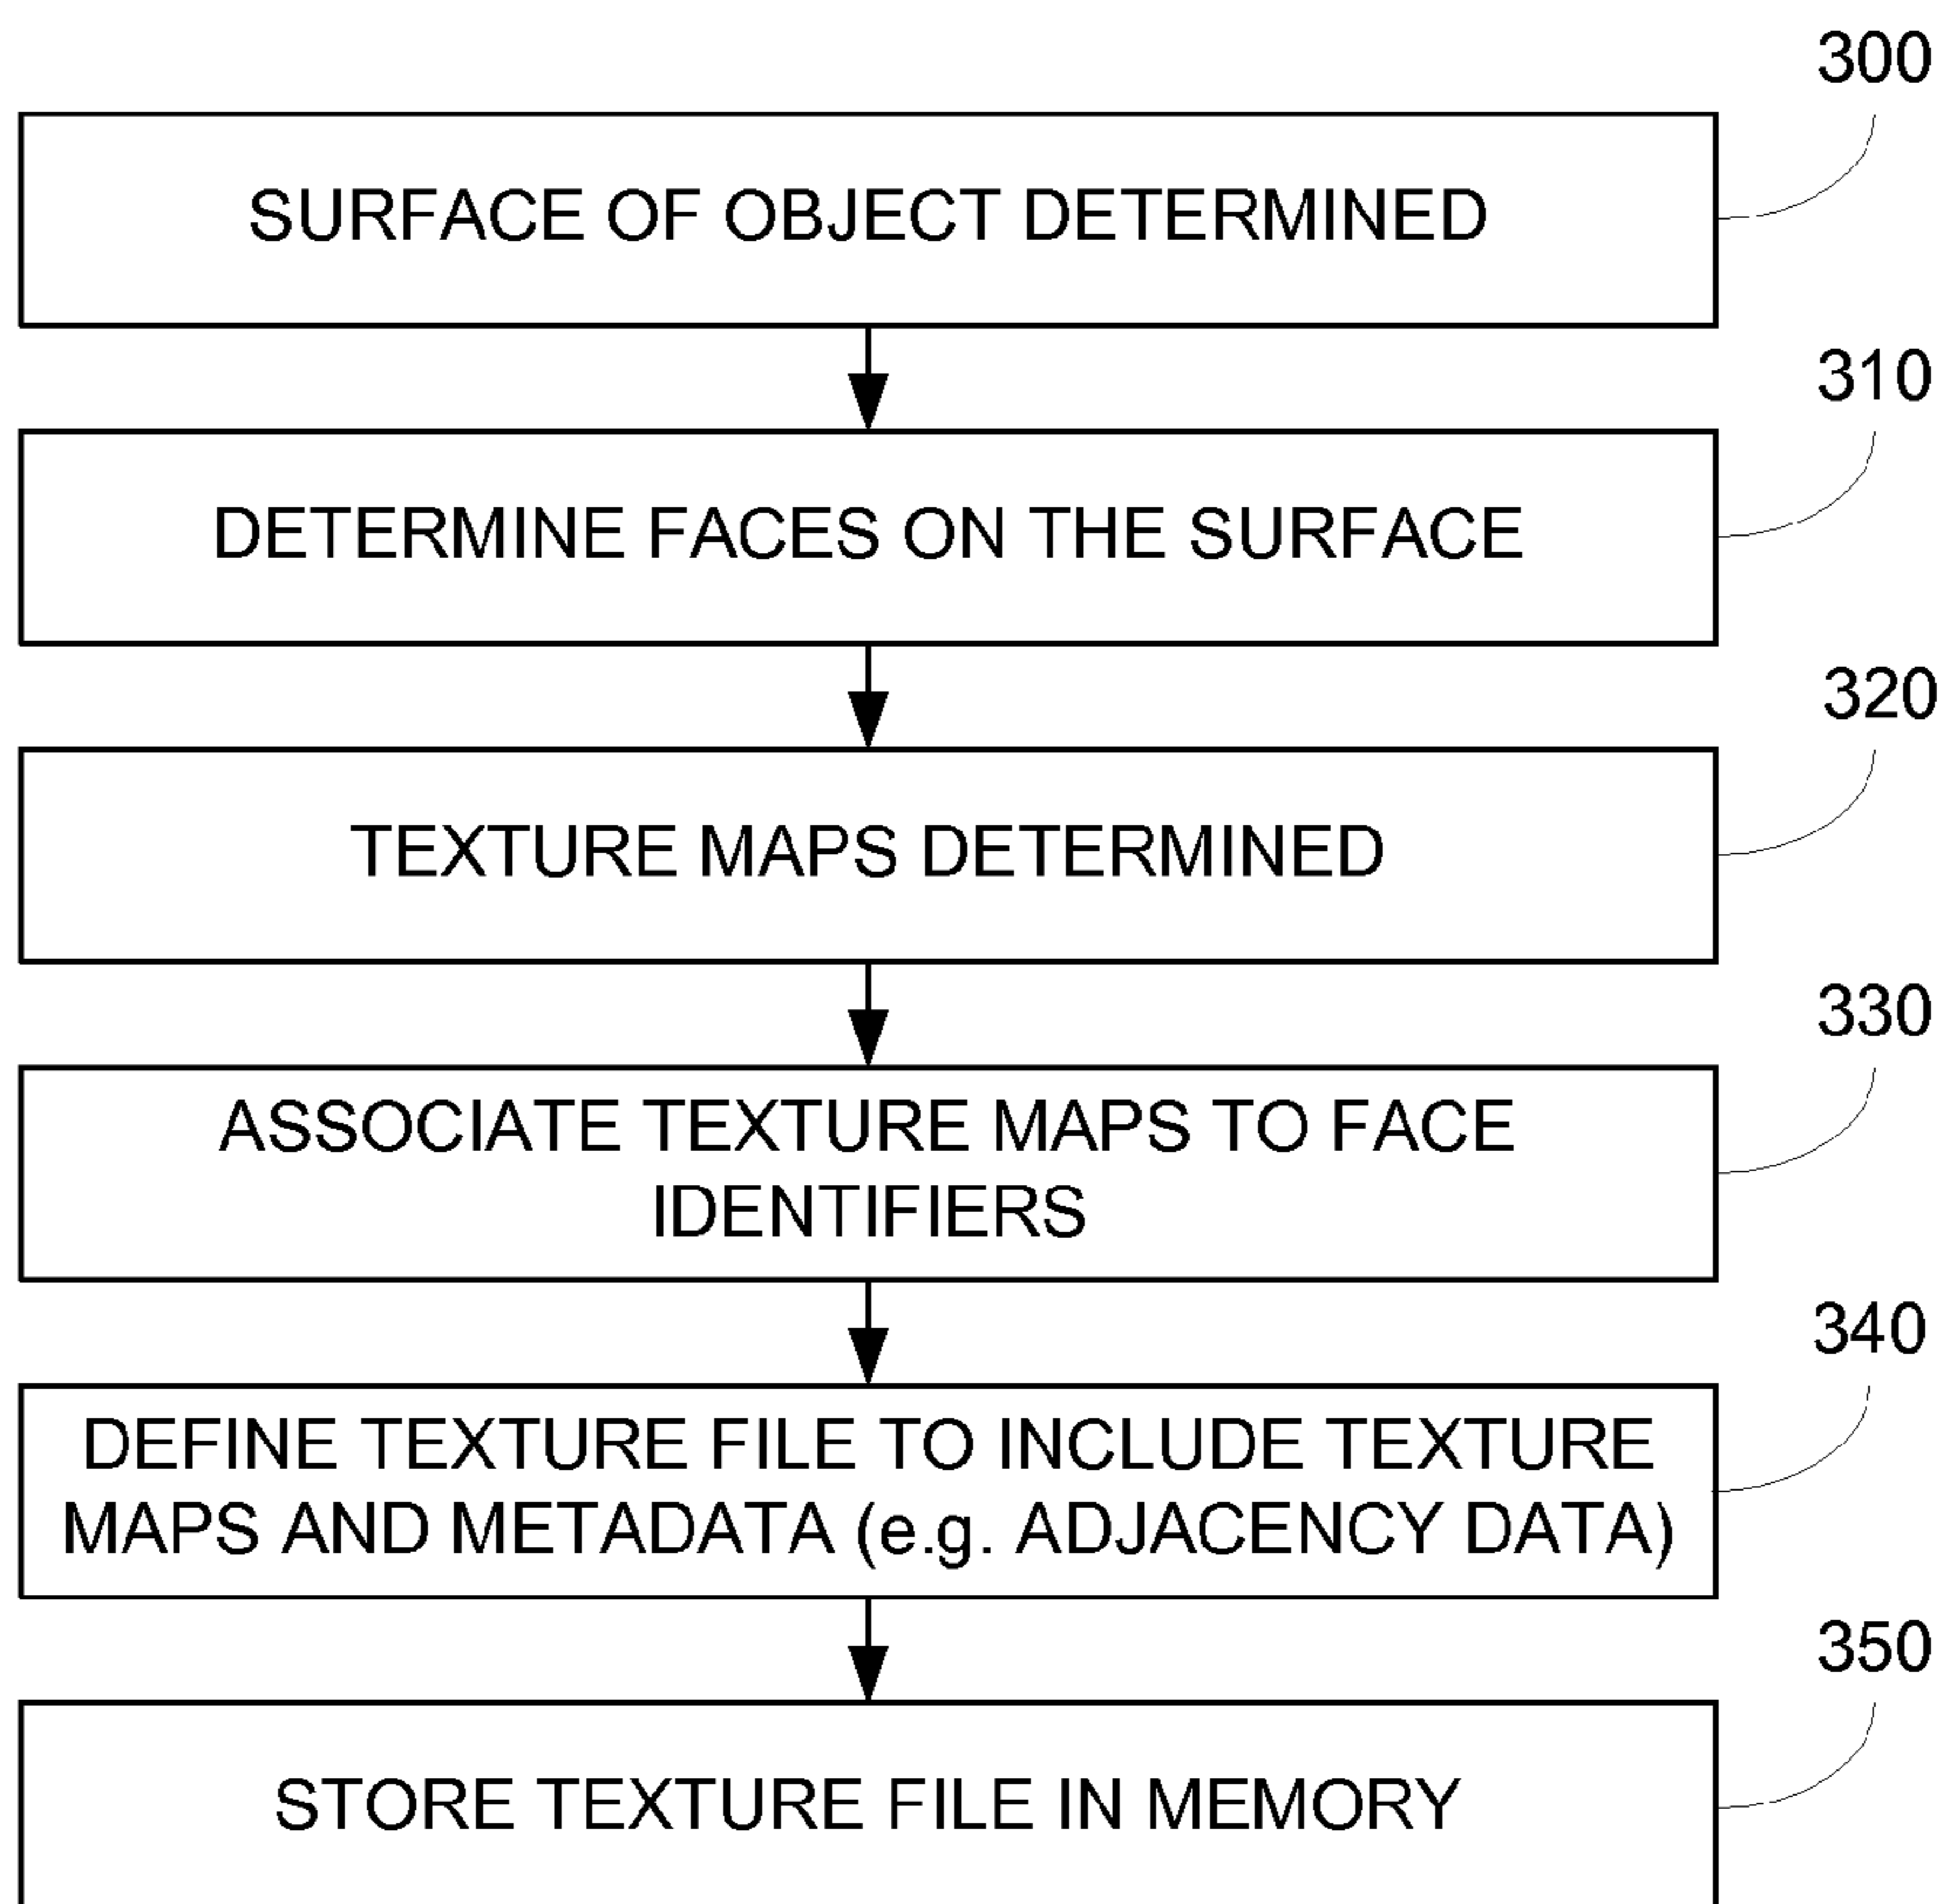 300
SURFACE OF OBJECT DETERMINED
310
DETERMINE FACES ON THE SURFACE
320
TEXTURE MAPS DETERMINED
330
ASSOCIATE TEXTURE MAPS TO FACE
IDENTIFIERS
340
DEFINE TEXTURE FILE TO INCLUDE TEXTURE
MAPS AND METADATA (e.g. ADJACENCY DATA)
350
STORE TEXTURE FILE IN MEMORY